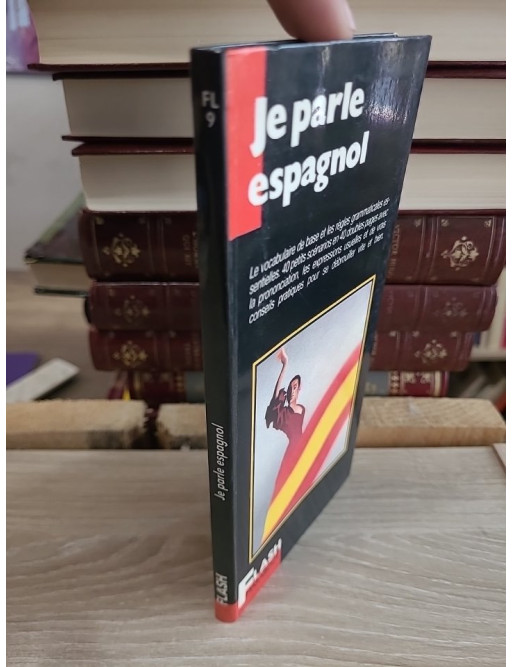 FL
9
Je parle
espagnol
Le vocabulaire de base et les règles grammaticales es-
sentielles. 40 petits scénarios en 40 doubles pages avec
la prononciation, les expressions usuelles et de vrais
conseils pratiques pour se débrouiller vite et bien.
Je parle espagnol
FLASH
FLASH